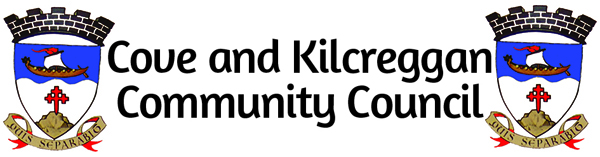 Cove and Kilcreggan
Community Council
QUIS SEPARABIT
QUIS SEPARABIT